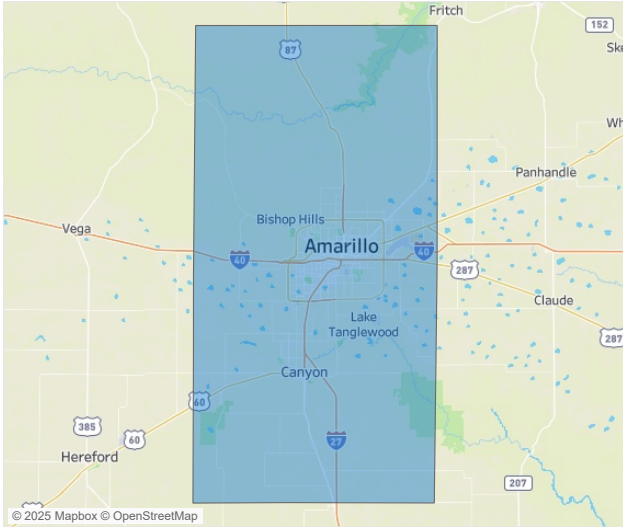 Fritch
152
87
Ske
Wh
Panhandle
Bishop Hills
Vega
Amarillo
40
40
287
Claude
Lake
Tanglewood
287
Canyon
60
385
60
27
Hereford
207
© 2025 Mapbox © OpenStreetMap